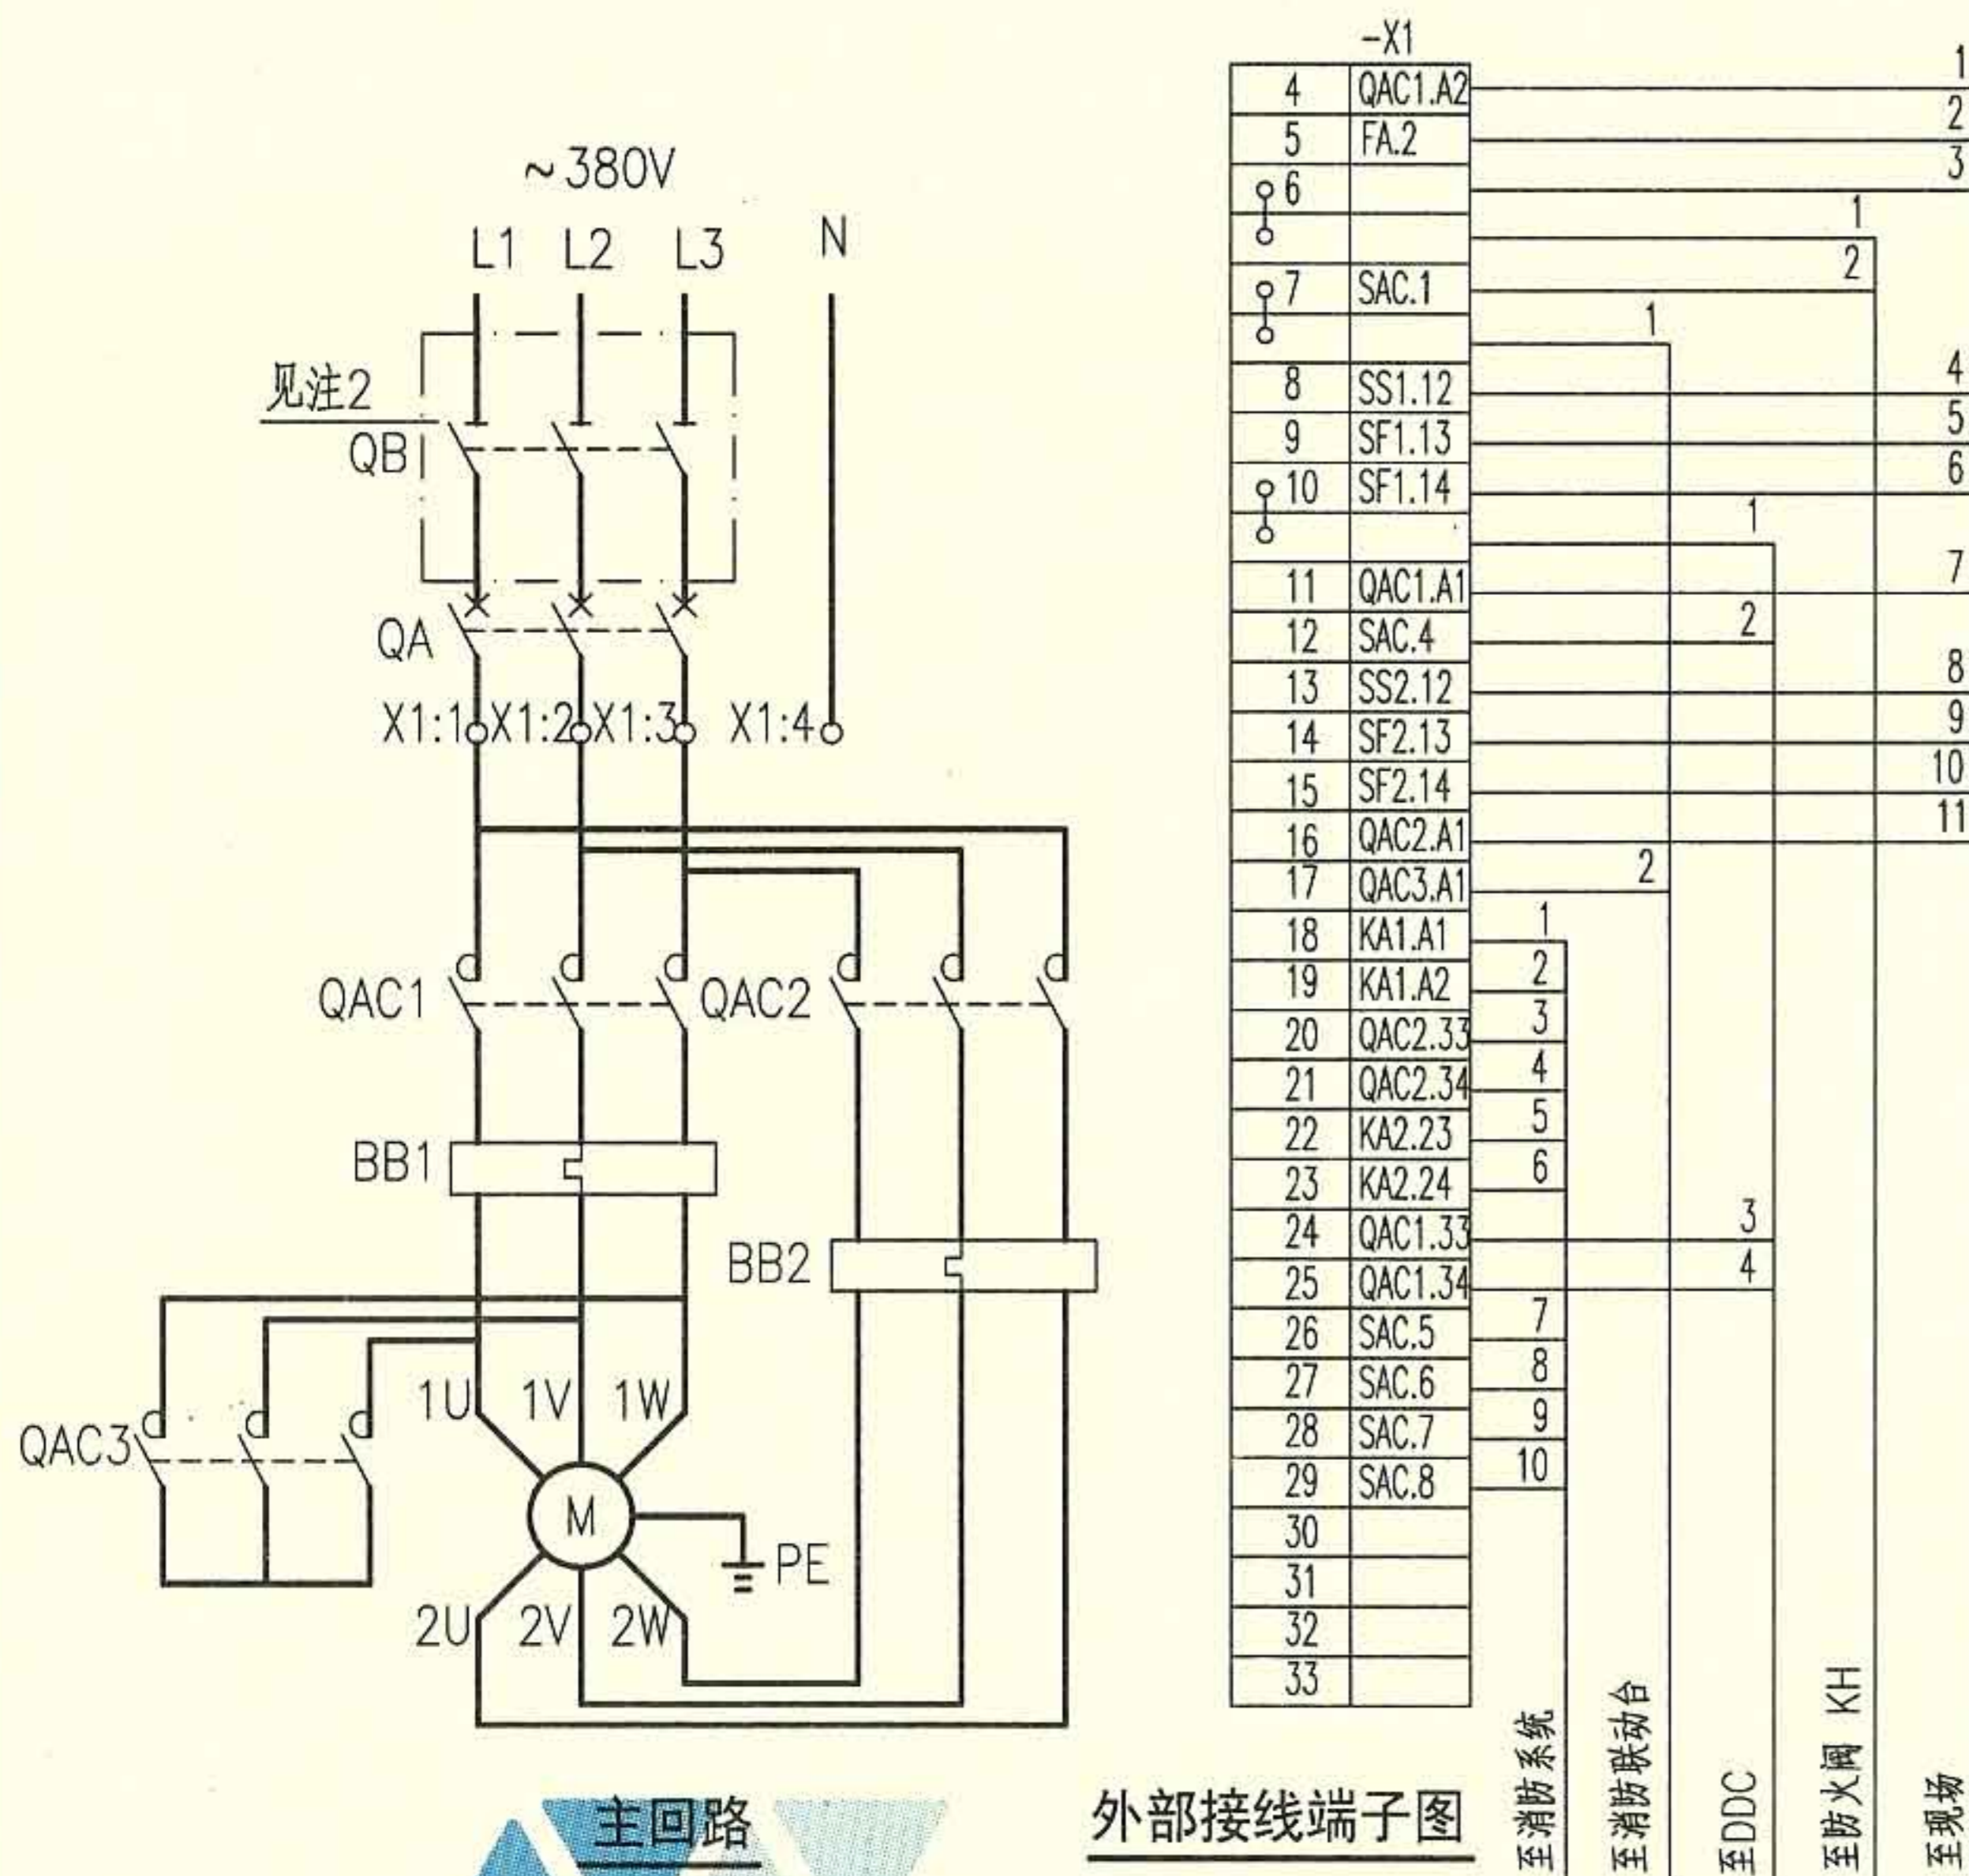 ~380V
L1 L2 L3 N
见注2
QB
QA
X1:1 X1:2 X1:3 X1:4
QAC1 QAC2
BB1
BB2
1U 1V 1W
QAC3
M
PE
2U 2V 2W
主回路
-X1
4 QAC1.A2 1
5 FA.2 2
6 3
1
7 SAC.1 2
1
8 SS1.12 4
9 SF1.13 5
10 SF1.14 6
1
11 QAC1.A1 7
12 SAC.4 2
13 SS2.12 8
14 SF2.13 9
15 SF2.14 10
16 QAC2.A1 11
17 QAC3.A1 2
18 KA1.A1 1
19 KA1.A2 2
20 QAC2.33 3
21 QAC2.34 4
22 KA2.23 5
23 KA2.24 6
24 QAC1.33 3
25 QAC1.34 4
26 SAC.5 7
27 SAC.6 8
28 SAC.7 9
29 SAC.8 10
30
31
32
33
外部接线端子图
至消防系统
至消防联动台
至DDC
至防火阀 KH
至现场